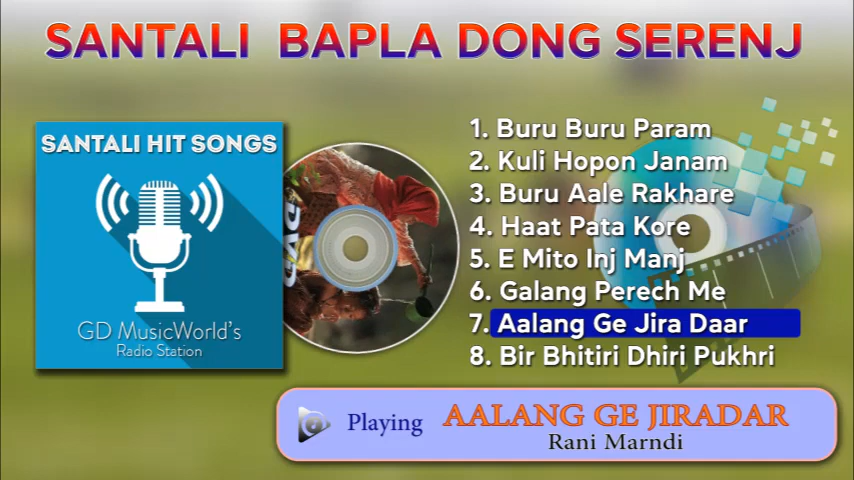 SANTALI BAPLA DONG SERENJ
SANTALI HIT SONGS
GD MusicWorld's
Radio Station
1. Buru Buru Param
2. Kuli Hopon Janam
3. Buru Aale Rakhare
4. Haat Pata Kore
5. E Mito Inj Manj
6. Galang Perech Me
7. Aalang Ge Jira Daar
8. Bir Bhitiri Dhiri Pukhri
Playing AALANG GE JIRADAR
Rani Marndi